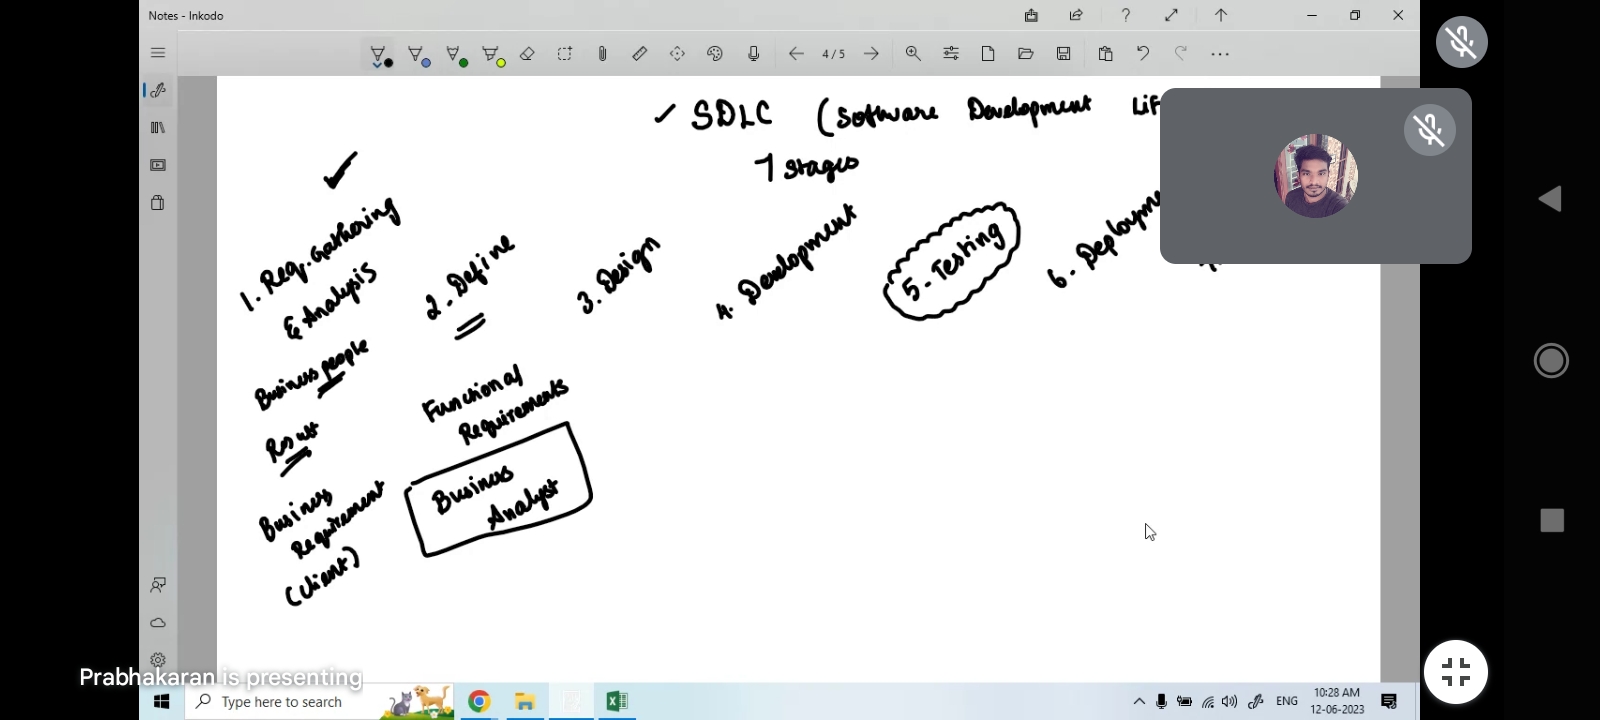 Notes - Inkodo
4/5
✓ SDLC (Software Development Lif
7 stages
1. Req. Gathering
& Analysis
Business people
Result
Business
Requirement
(client)
2. Define
Functional
Requirements
Business
Analyst
3. Design
4. Development
5. Testing
6. Deployme
Prabhakaran is presenting
Type here to search
ENG
10:28 AM
12-06-2023